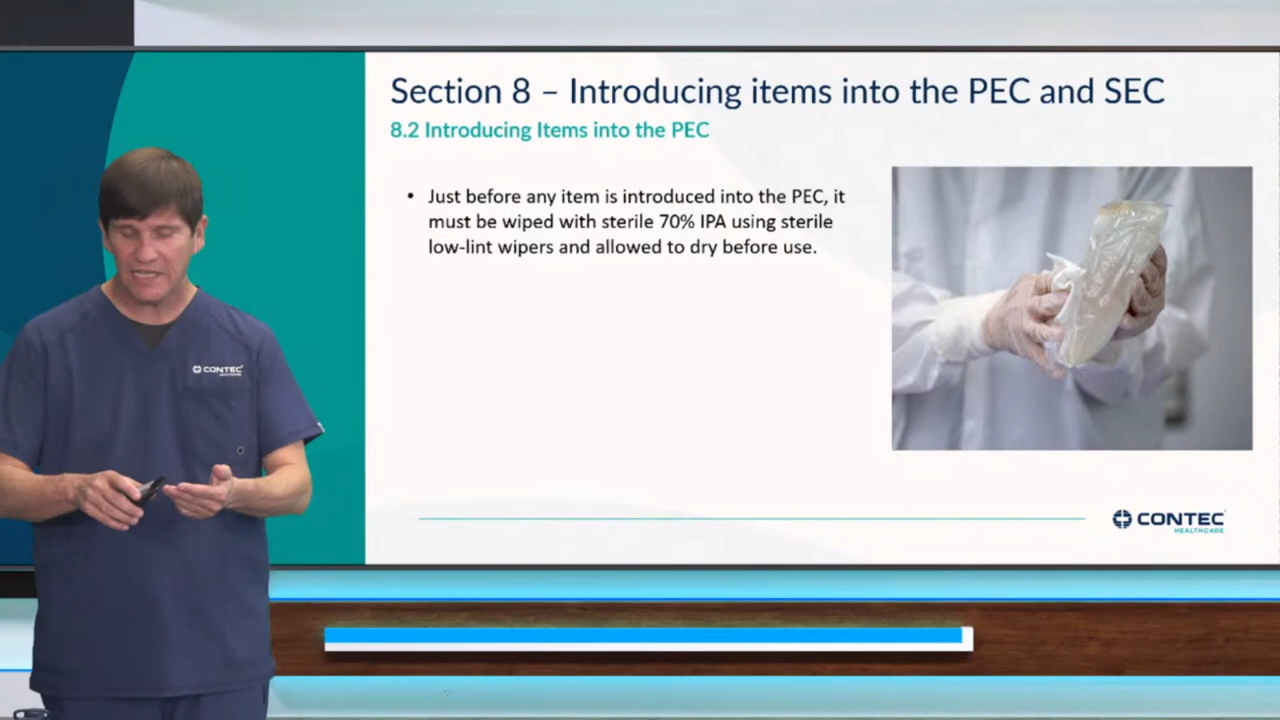 Section 8 – Introducing items into the PEC and SEC
8.2 Introducing Items into the PEC
• Just before any item is introduced into the PEC, it
must be wiped with sterile 70% IPA using sterile
low-lint wipers and allowed to dry before use.
CONTEC
HEALTHCARE
CONTEC
HEALTHCARE